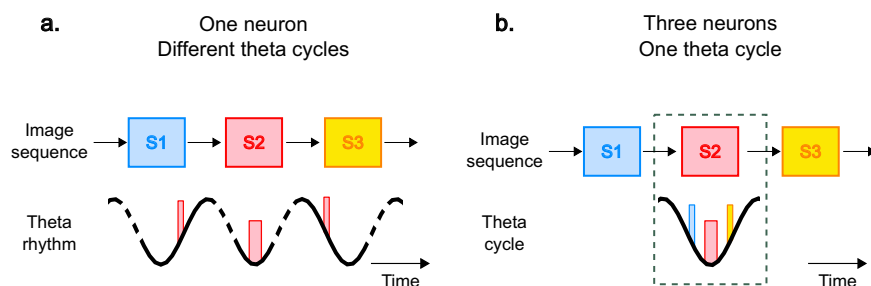 a.
One neuron
Different theta cycles
Image
sequence
S1
S2
S3
Theta
rhythm
Time
b.
Three neurons
One theta cycle
Image
sequence
S1
S2
S3
Theta
cycle
Time